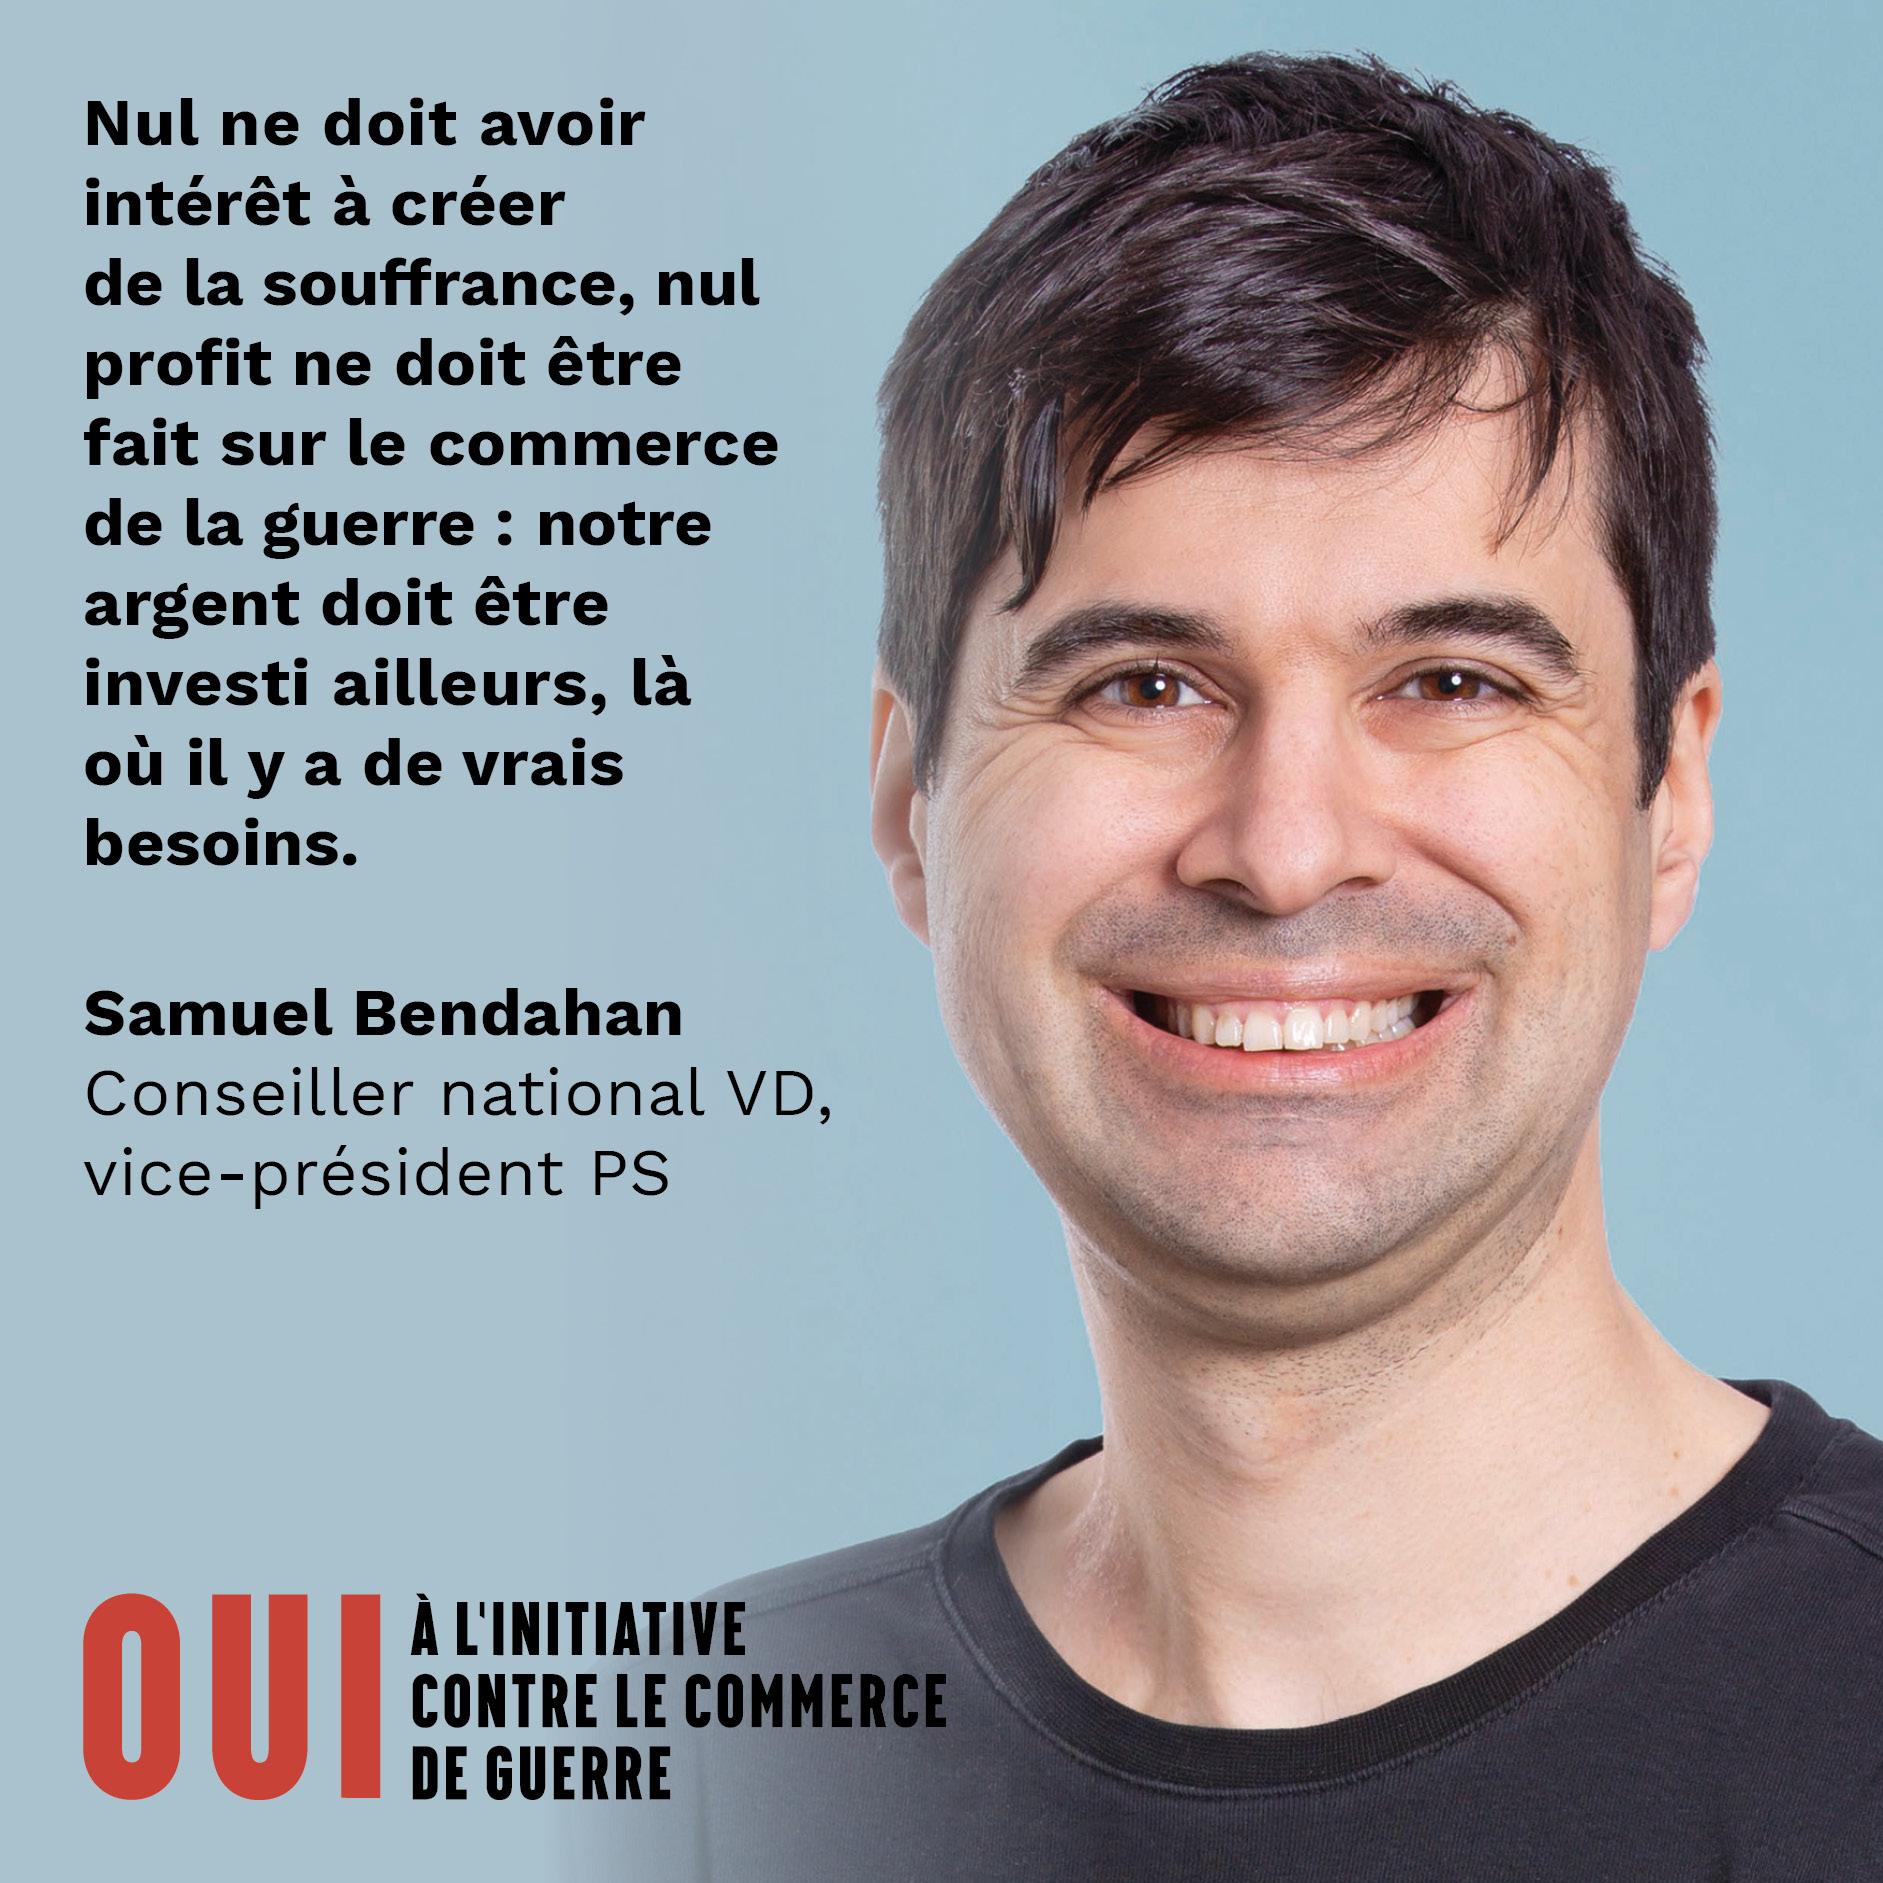 Nul ne doit avoir
intérêt à créer
de la souffrance, nul
profit ne doit être
fait sur le commerce
de la guerre : notre
argent doit être
investi ailleurs, là
où il y a de vrais
besoins.
Samuel Bendahan
Conseiller national VD,
vice-président PS
OUI
À L'INITIATIVE
CONTRE LE COMMERCE
DE GUERRE